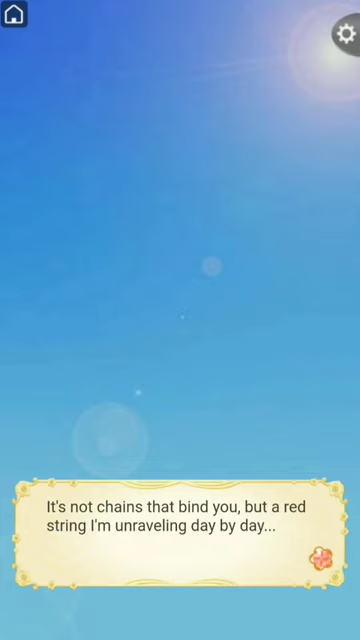 It's not chains that bind you, but a red
string I'm unraveling day by day...